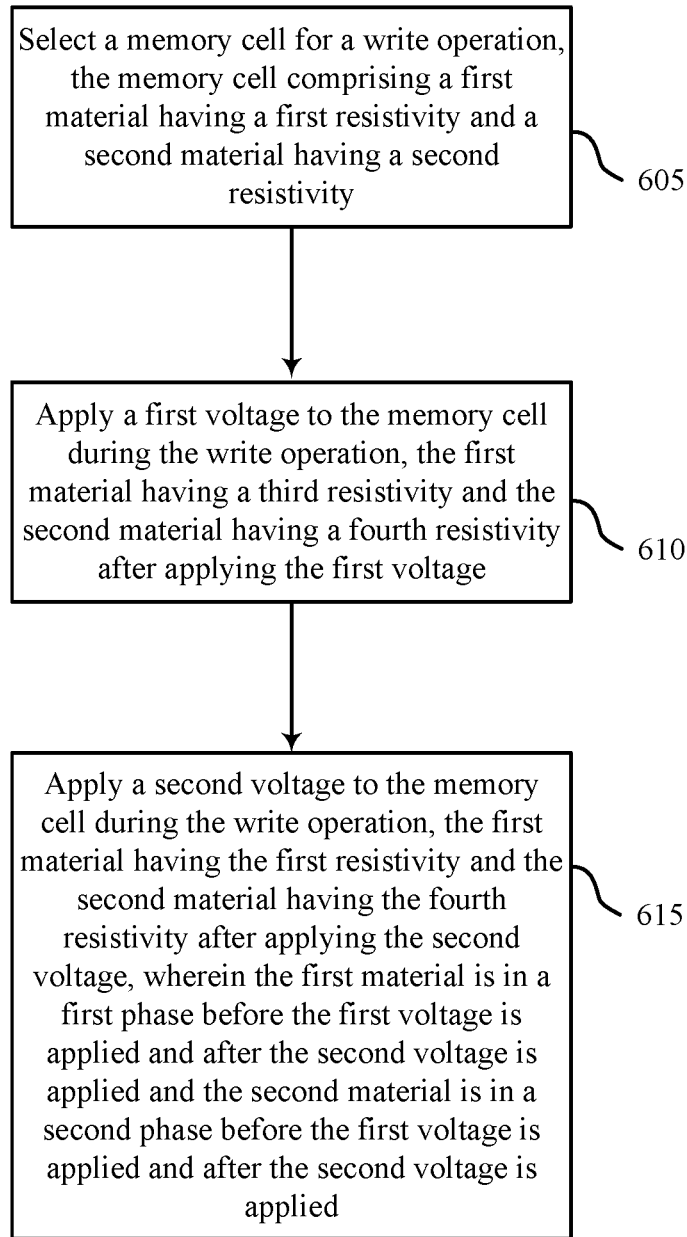 Select a memory cell for a write operation,
the memory cell comprising a first
material having a first resistivity and a
second material having a second
resistivity
605
Apply a first voltage to the memory cell
during the write operation, the first
material having a third resistivity and the
second material having a fourth resistivity
after applying the first voltage
610
Apply a second voltage to the memory
cell during the write operation, the first
material having the first resistivity and the
second material having the fourth
resistivity after applying the second
voltage, wherein the first material is in a
first phase before the first voltage is
applied and after the second voltage is
applied and the second material is in a
second phase before the first voltage is
applied and after the second voltage is
applied
615